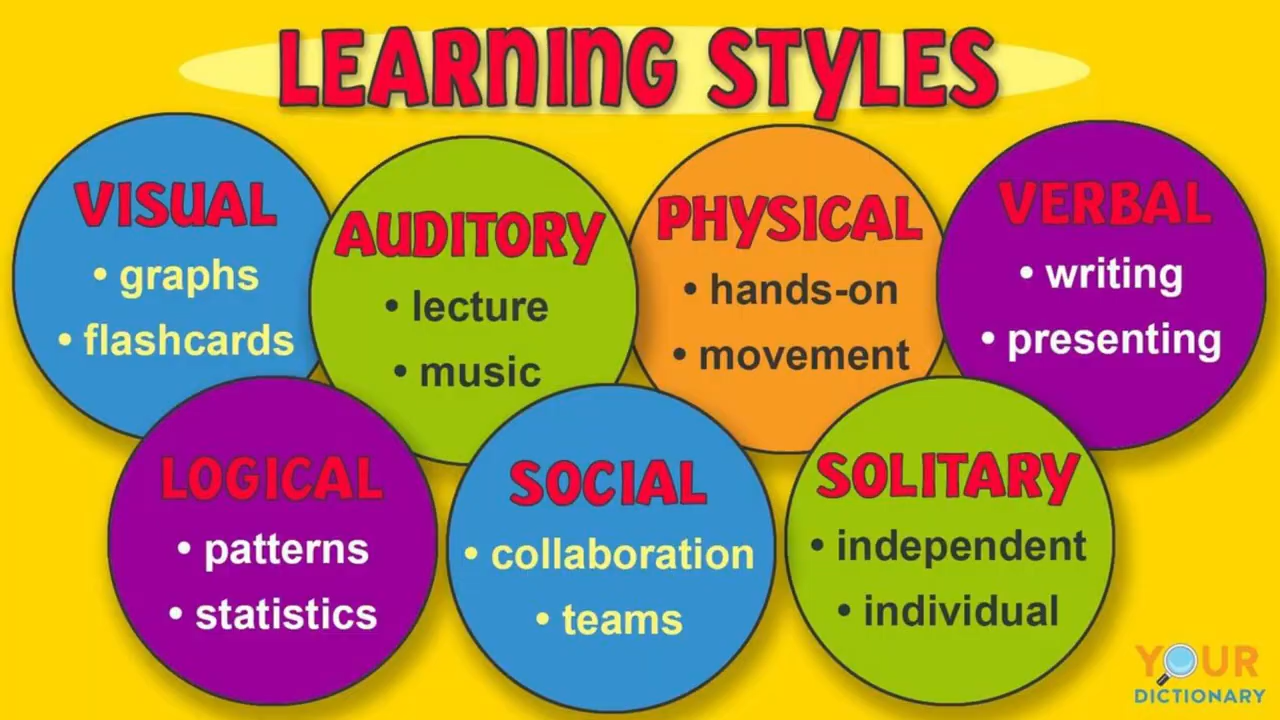 LEARNING STYLES
VISUAL
• graphs
• flashcards
AUDITORY
• lecture
• music
PHYSICAL
• hands-on
• movement
VERBAL
• writing
• presenting
LOGICAL
• patterns
• statistics
SOCIAL
• collaboration
• teams
SOLITARY
• independent
• individual
YOUR
DICTIONARY